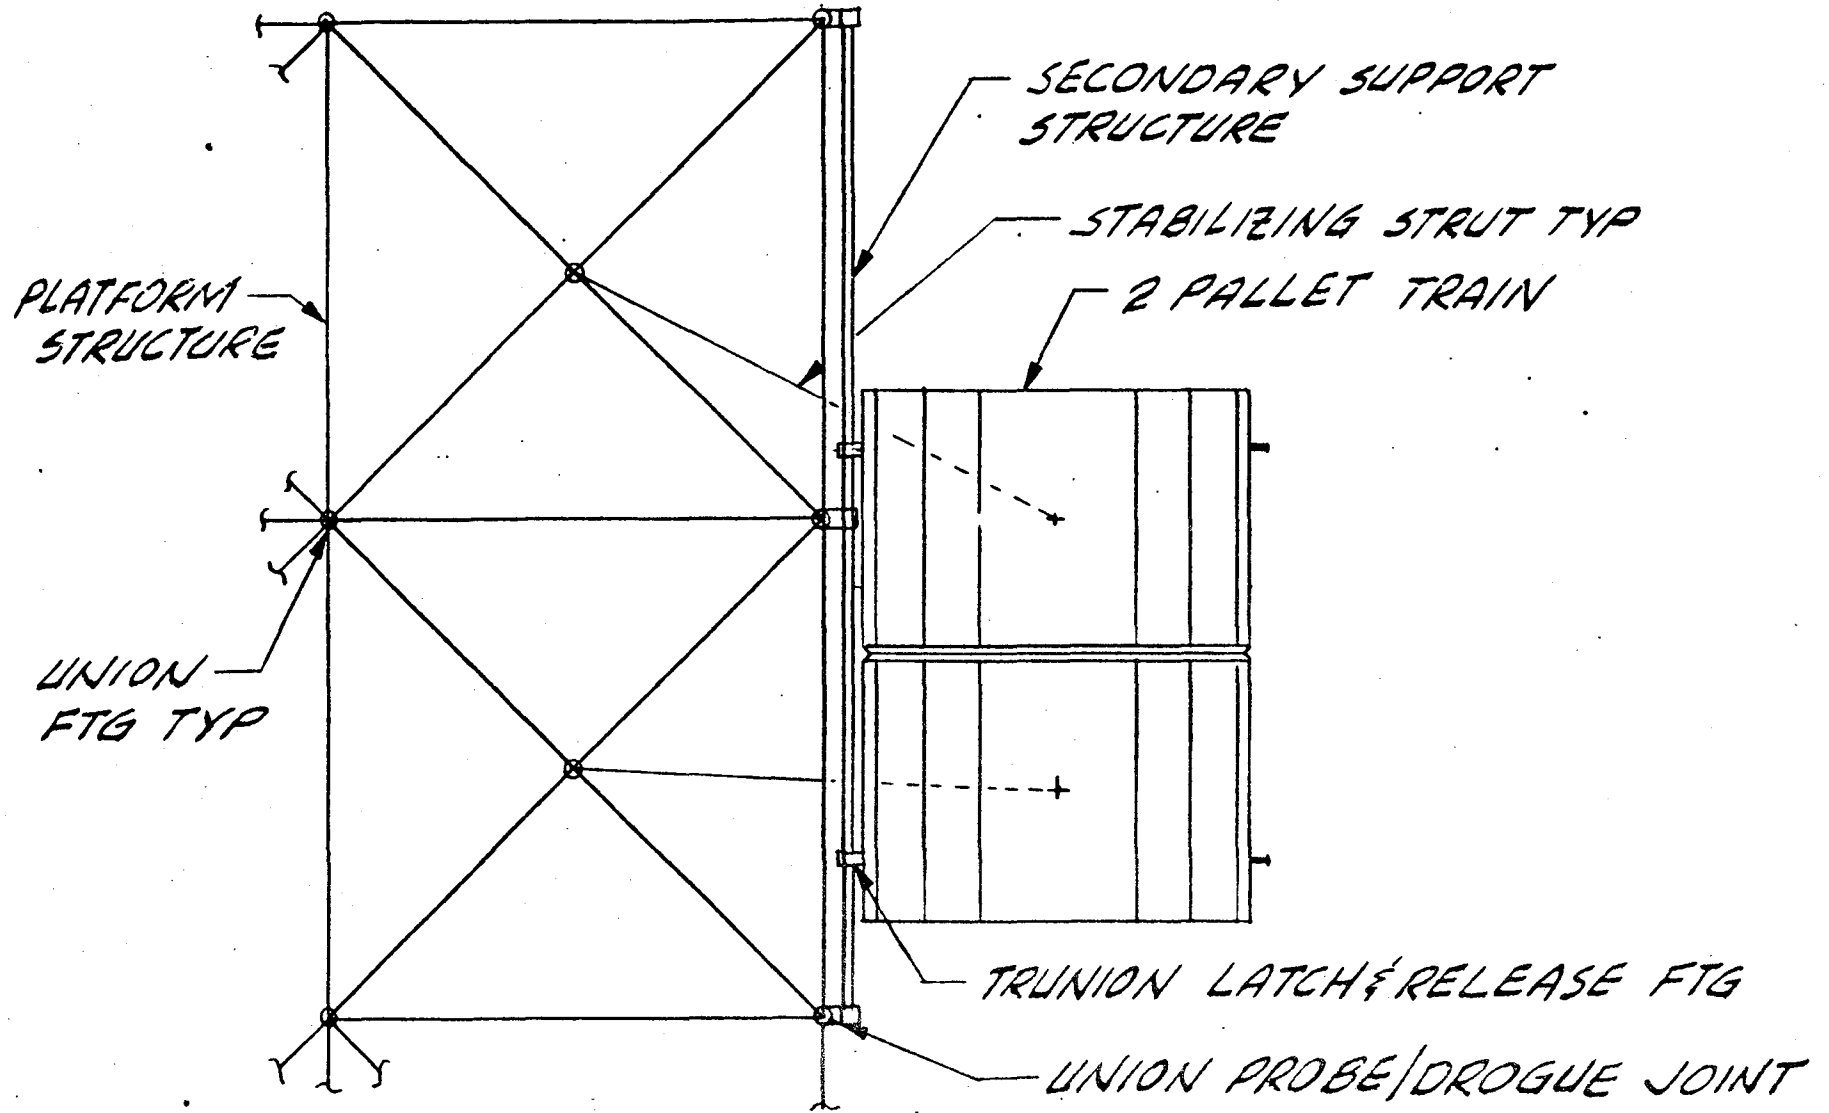 SECONDARY SUPPORT
STRUCTURE
STABILIZING STRUT TYP
2 PALLET TRAIN
PLATFORM
STRUCTURE
UNION
FTG TYP
TRUNION LATCH & RELEASE FTG
UNION PROBE/DROGUE JOINT